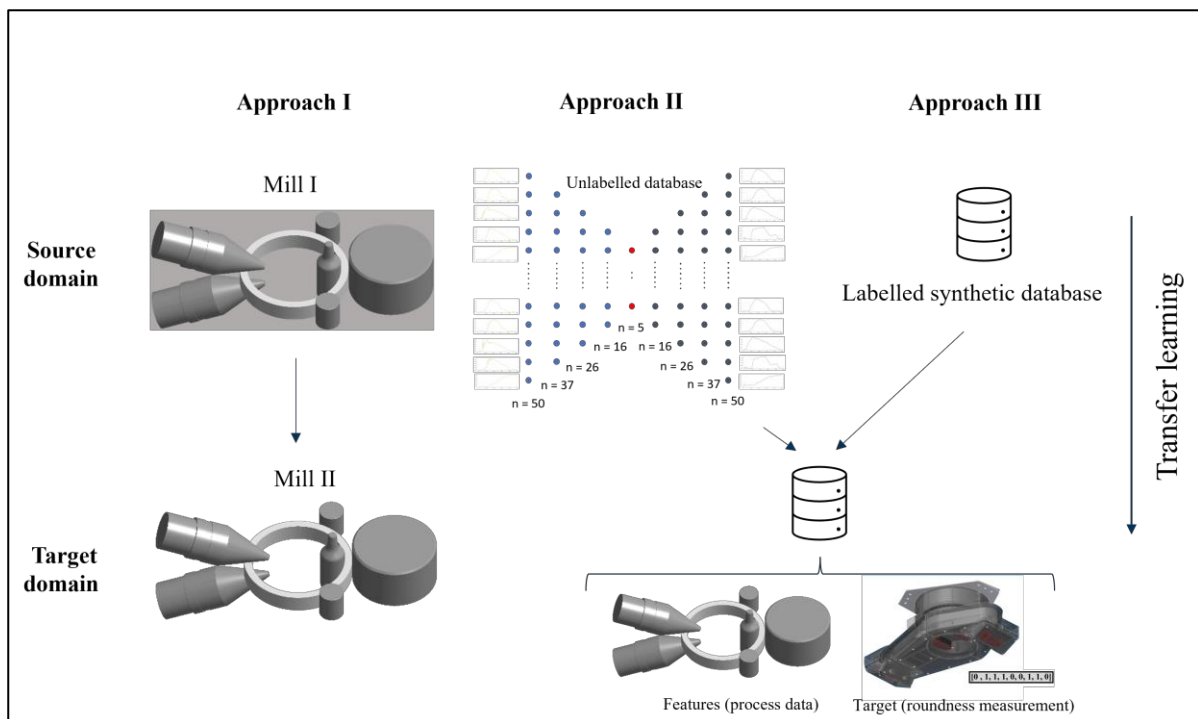 Approach I
Approach II
Approach III
Mill I
Unlabelled database
Source
domain
Labelled synthetic database
n = 5
n = 16
n = 16
n = 26
n = 26
n = 37
n = 37
n = 50
n = 50
Transfer learning
Mill II
Target
domain
[0 , 1, 1, 1, 0, 0, 1, 1, 0]
Features (process data)
Target (roundness measurement)